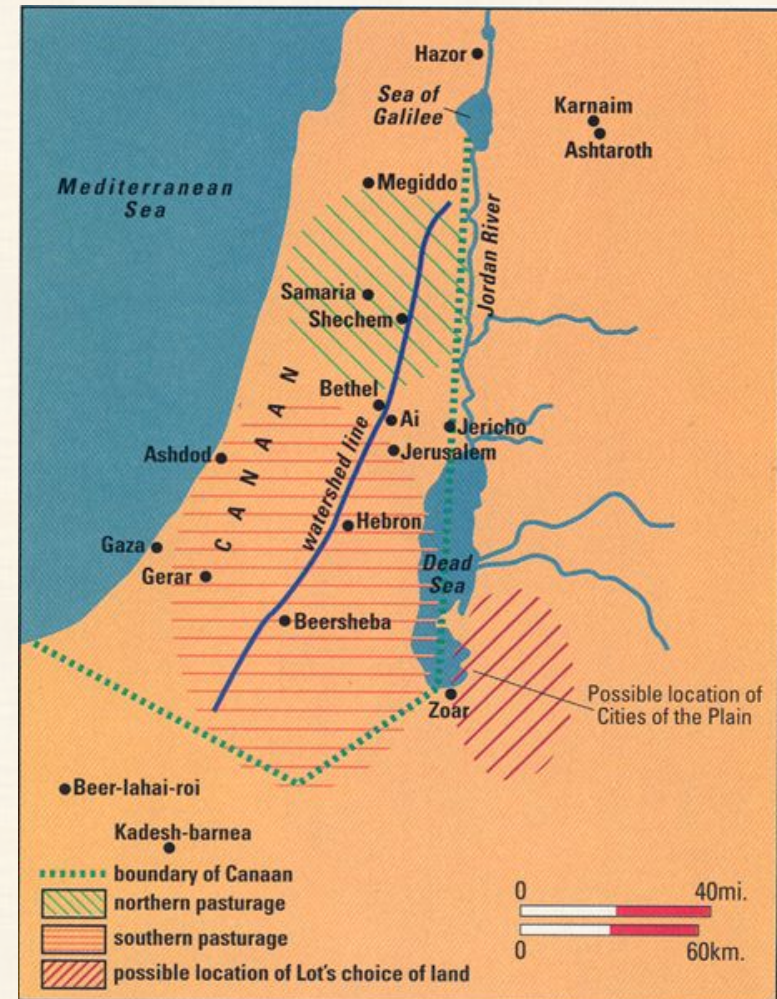 Hazor
Sea of
Galilee
Karnaim
Ashtaroth
Mediterranean
Sea
Megiddo
Jordan River
Samaria
Shechem
Bethel
Ai
Jericho
CANAAN
watershed line
Jerusalem
Ashdod
Hebron
Gaza
Gerar
Dead
Sea
Beersheba
Possible location of
Cities of the Plain
Zoar
Beer-lahai-roi
Kadesh-barnea
boundary of Canaan
northern pasturage
southern pasturage
possible location of Lot's choice of land
0 40mi.
0 60km.